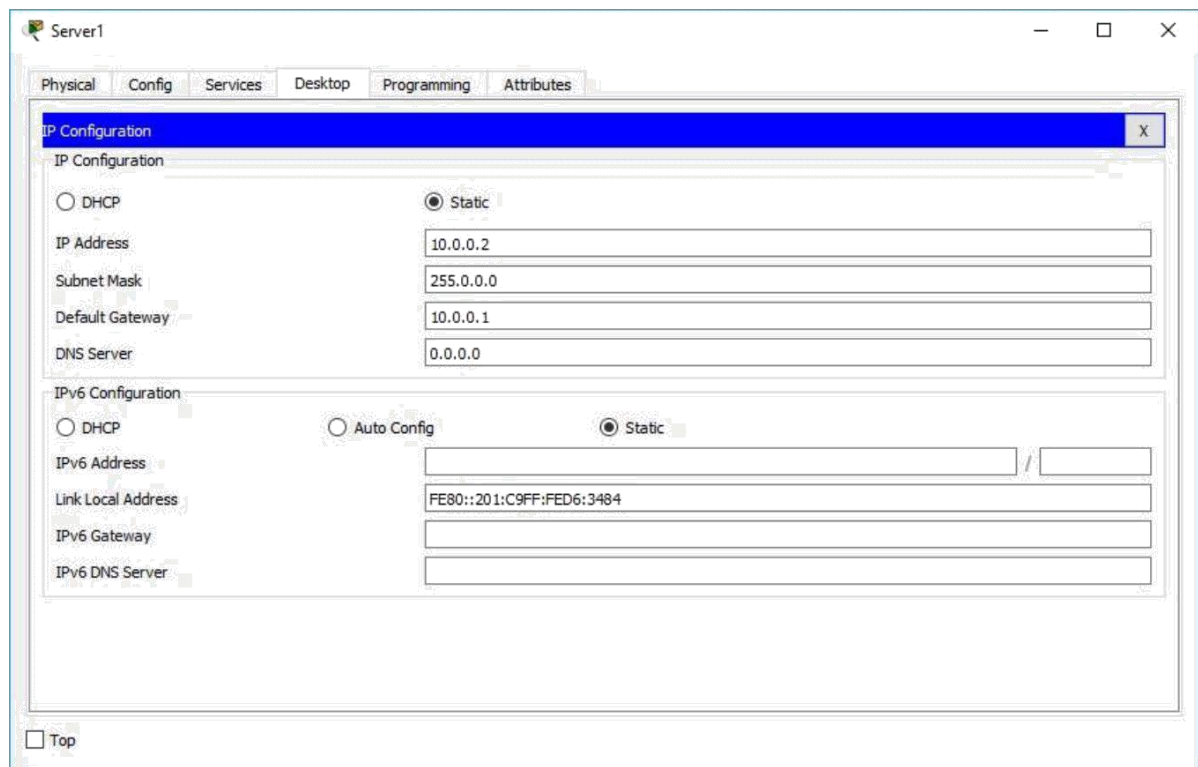 Server1
Physical Config Services Desktop Programming Attributes
IP Configuration X
IP Configuration
DHCP Static
IP Address 10.0.0.2
Subnet Mask 255.0.0.0
Default Gateway 10.0.0.1
DNS Server 0.0.0.0
IPv6 Configuration
DHCP Auto Config Static
IPv6 Address /
Link Local Address FE80::201:C9FF:FED6:3484
IPv6 Gateway
IPv6 DNS Server
Top